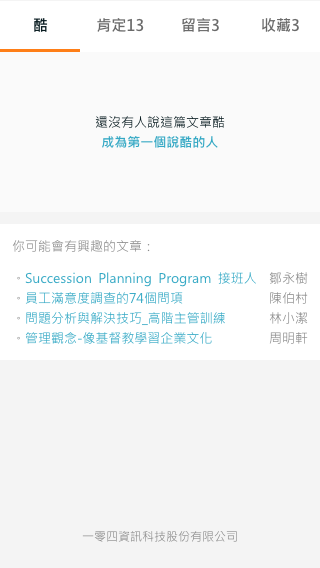 酷 肯定13 留言3 收藏3
還沒有人說這篇文章酷
成為第一個說酷的人
你可能會有興趣的文章：
Succession Planning Program 接班人 鄒永樹
員工滿意度調查的74個問項 陳伯村
問題分析與解決技巧_高階主管訓練 林小潔
管理觀念-像基督教學習企業文化 周明軒
一零四資訊科技股份有限公司